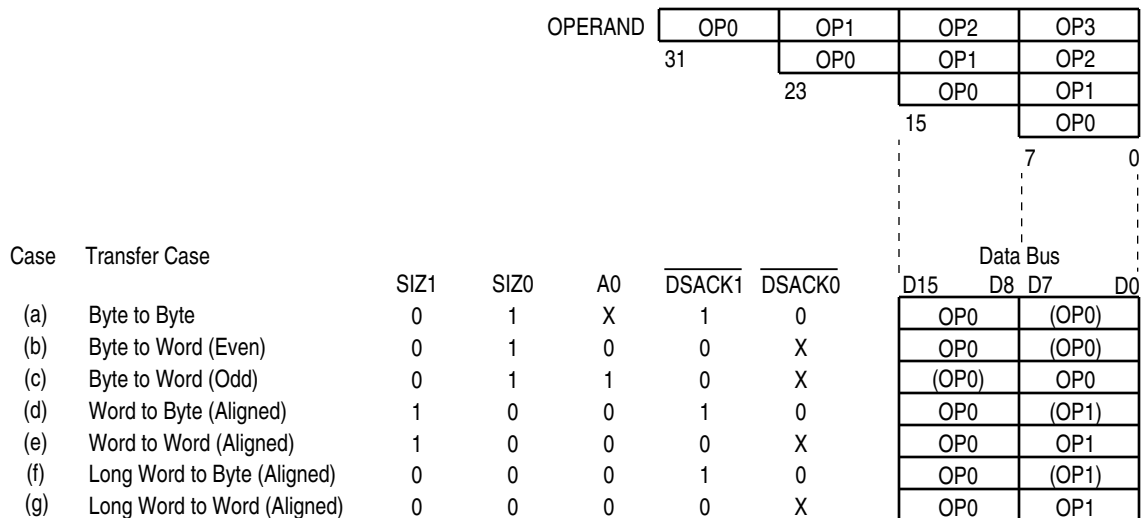 OPERAND OP0 OP1 OP2 OP3
31 OP0 OP1 OP2
23 OP0 OP1
15 OP0
7 0
Case Transfer Case Data Bus
SIZ1 SIZ0 A0 DSACK1 DSACK0 D15 D8 D7 D0
(a) Byte to Byte 0 1 X 1 0 OP0 (OP0)
(b) Byte to Word (Even) 0 1 0 0 X OP0 (OP0)
(c) Byte to Word (Odd) 0 1 1 0 X (OP0) OP0
(d) Word to Byte (Aligned) 1 0 0 1 0 OP0 (OP1)
(e) Word to Word (Aligned) 1 0 0 0 X OP0 OP1
(f) Long Word to Byte (Aligned) 0 0 0 1 0 OP0 (OP1)
(g) Long Word to Word (Aligned) 0 0 0 0 X OP0 OP1